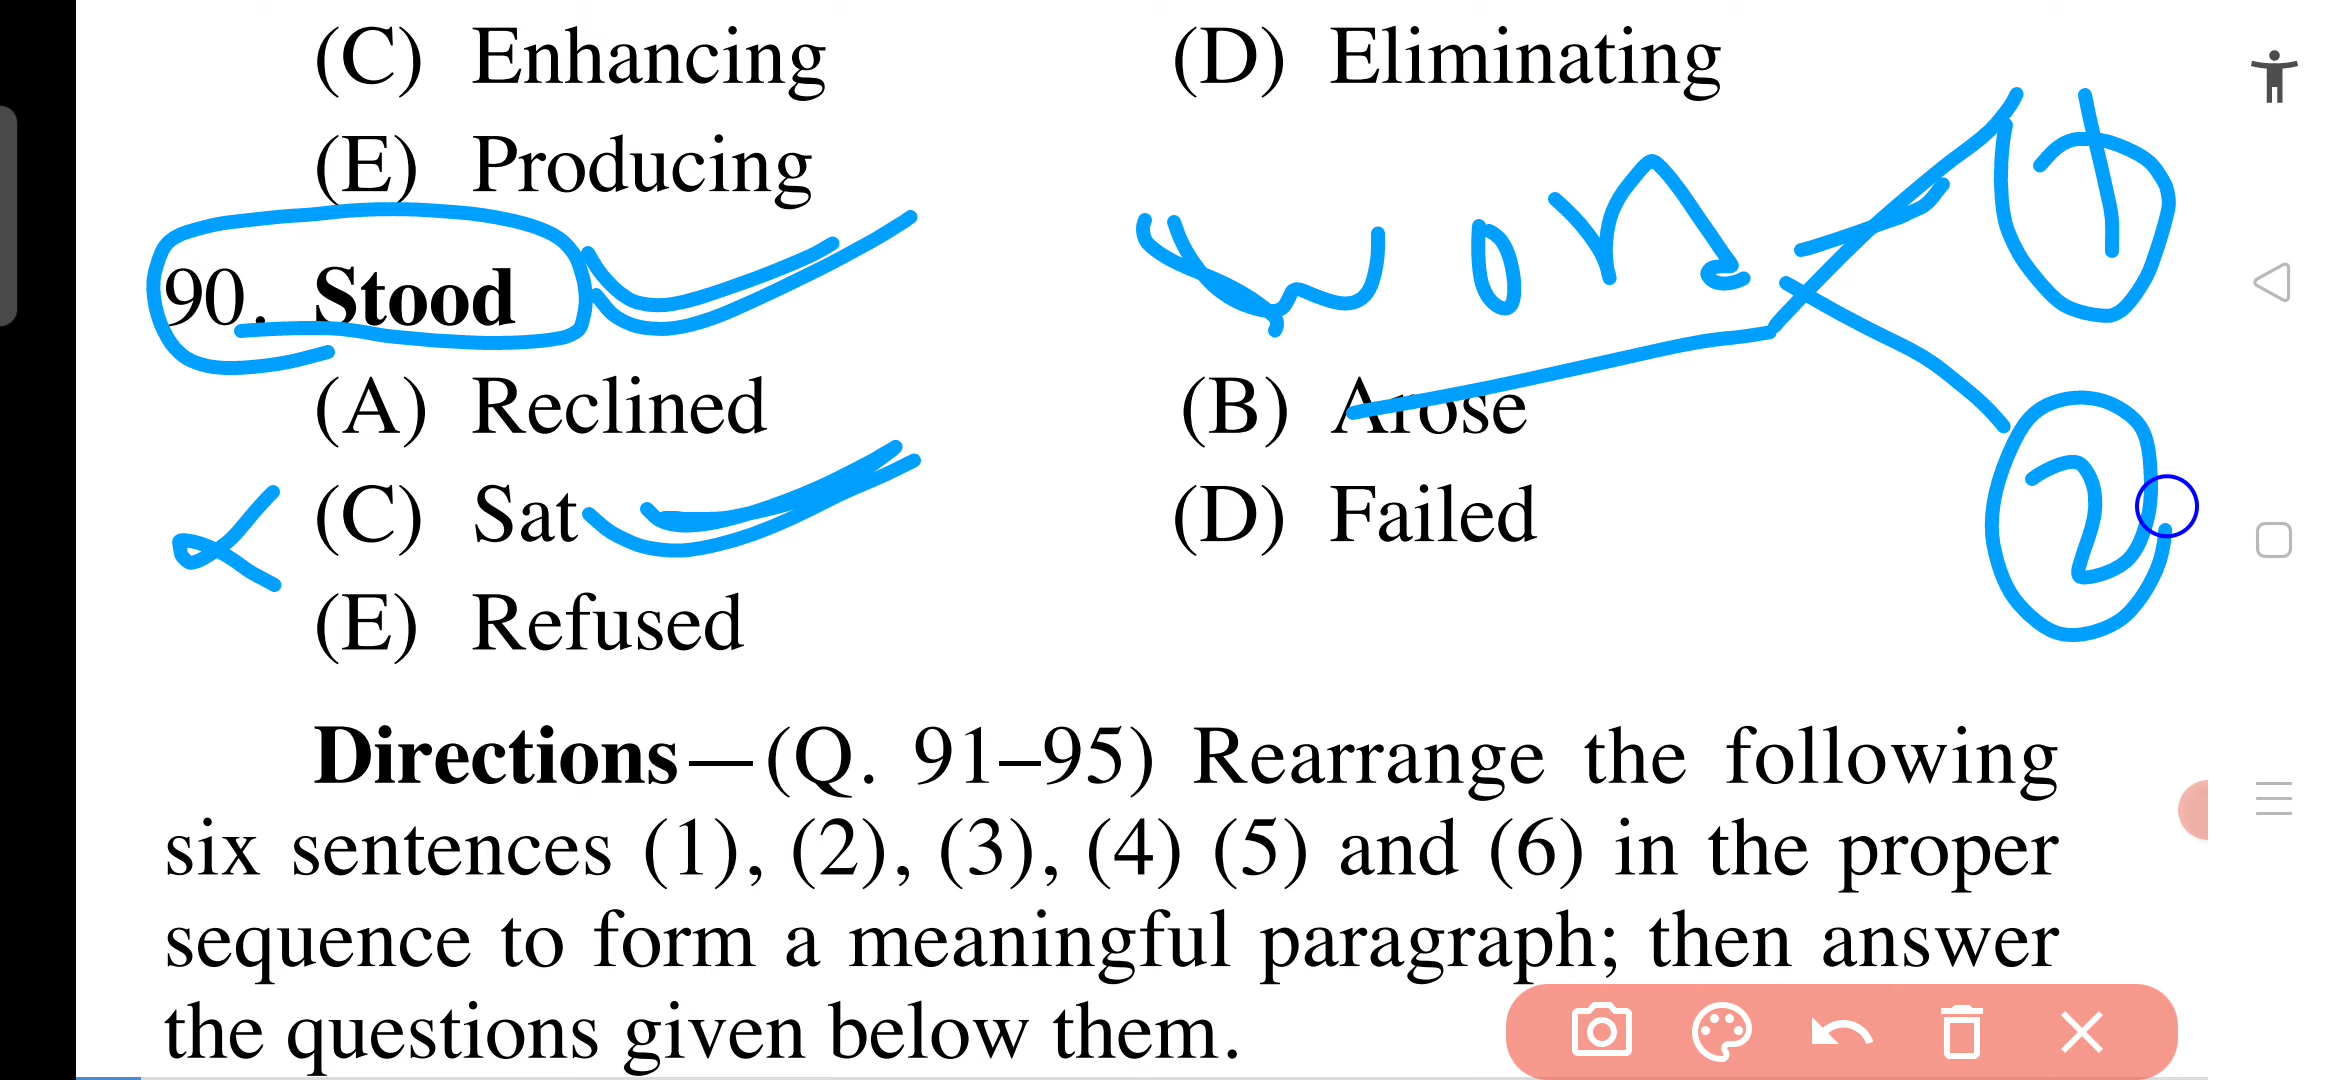 (C) Enhancing (D) Eliminating
(E) Producing
90. Stood
(A) Reclined (B) Arose
(C) Sat (D) Failed
(E) Refused
1
2
Directions—(Q. 91–95) Rearrange the following
six sentences (1), (2), (3), (4) (5) and (6) in the proper
sequence to form a meaningful paragraph; then answer
the questions given below them.